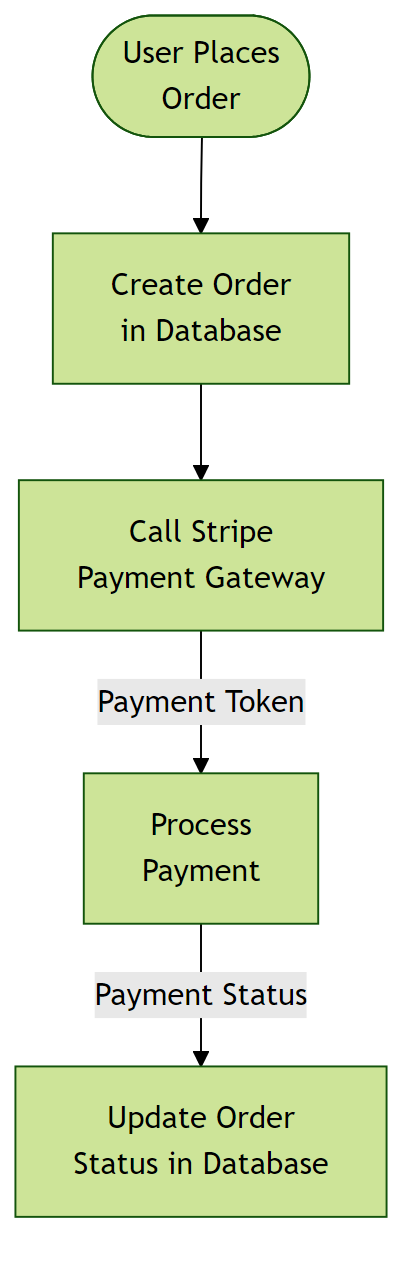 User Places
Order
Create Order
in Database
Call Stripe
Payment Gateway
Payment Token
Process
Payment
Payment Status
Update Order
Status in Database